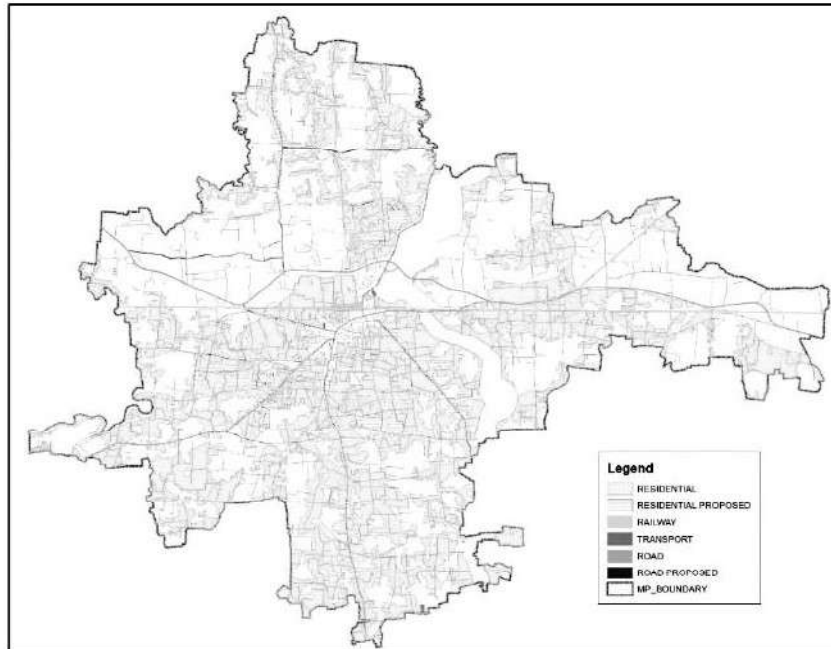 Legend
RESIDENTIAL
RESIDENTIAL PROPOSED
RAILWAY
TRANSPORT
ROAD
ROAD PROPOSED
MP_BOUNDARY